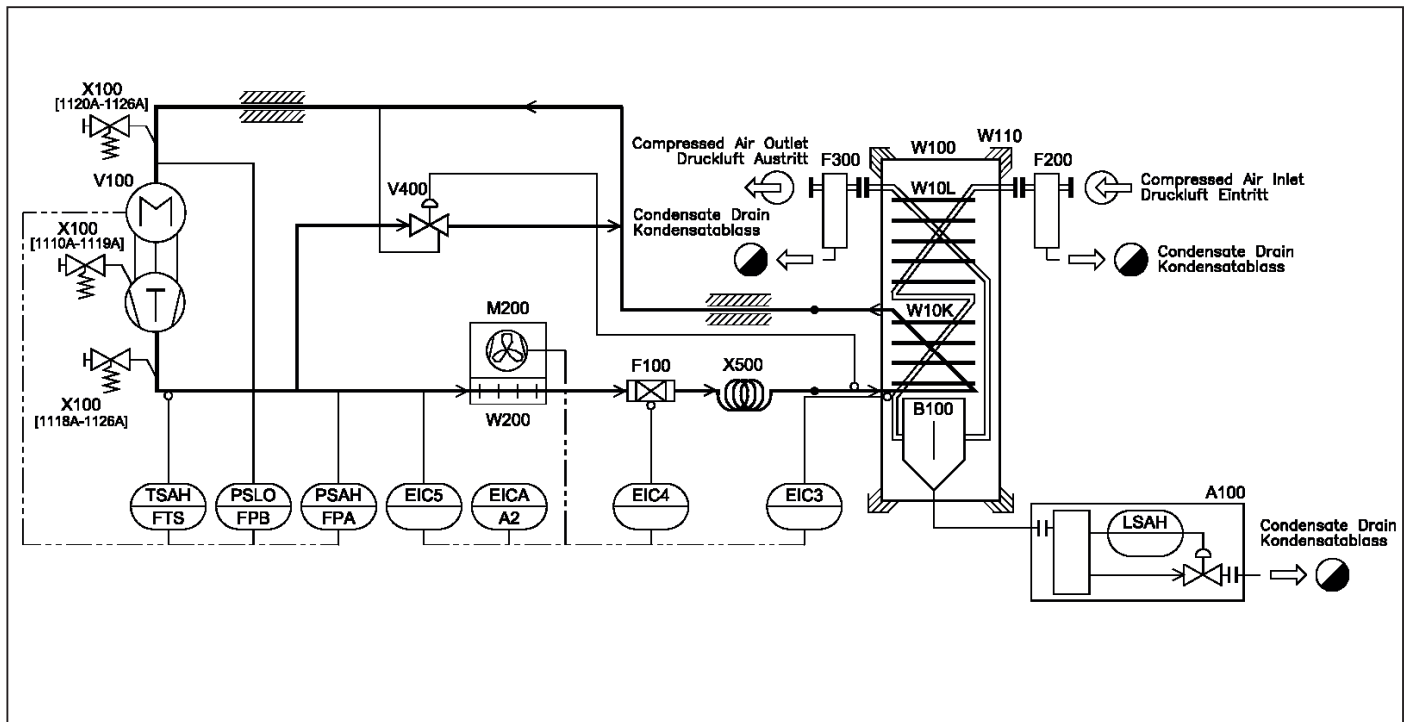 X100
[1120A-1126A]
V100
X100
[1110A-1119A]
X100
[1118A-1126A]
M
T
V400
Compressed Air Outlet
Druckluft Austritt
Condensate Drain
Kondensatablass
F300
W100
W110
F200
W10L
Compressed Air Inlet
Druckluft Eintritt
Condensate Drain
Kondensatablass
M200
W200
F100
X500
W10K
B100
TSAH
FTS
PSLO
FPB
PSAH
FPA
EIC5
EICA
A2
EIC4
EIC3
A100
LSAH
Condensate Drain
Kondensatablass